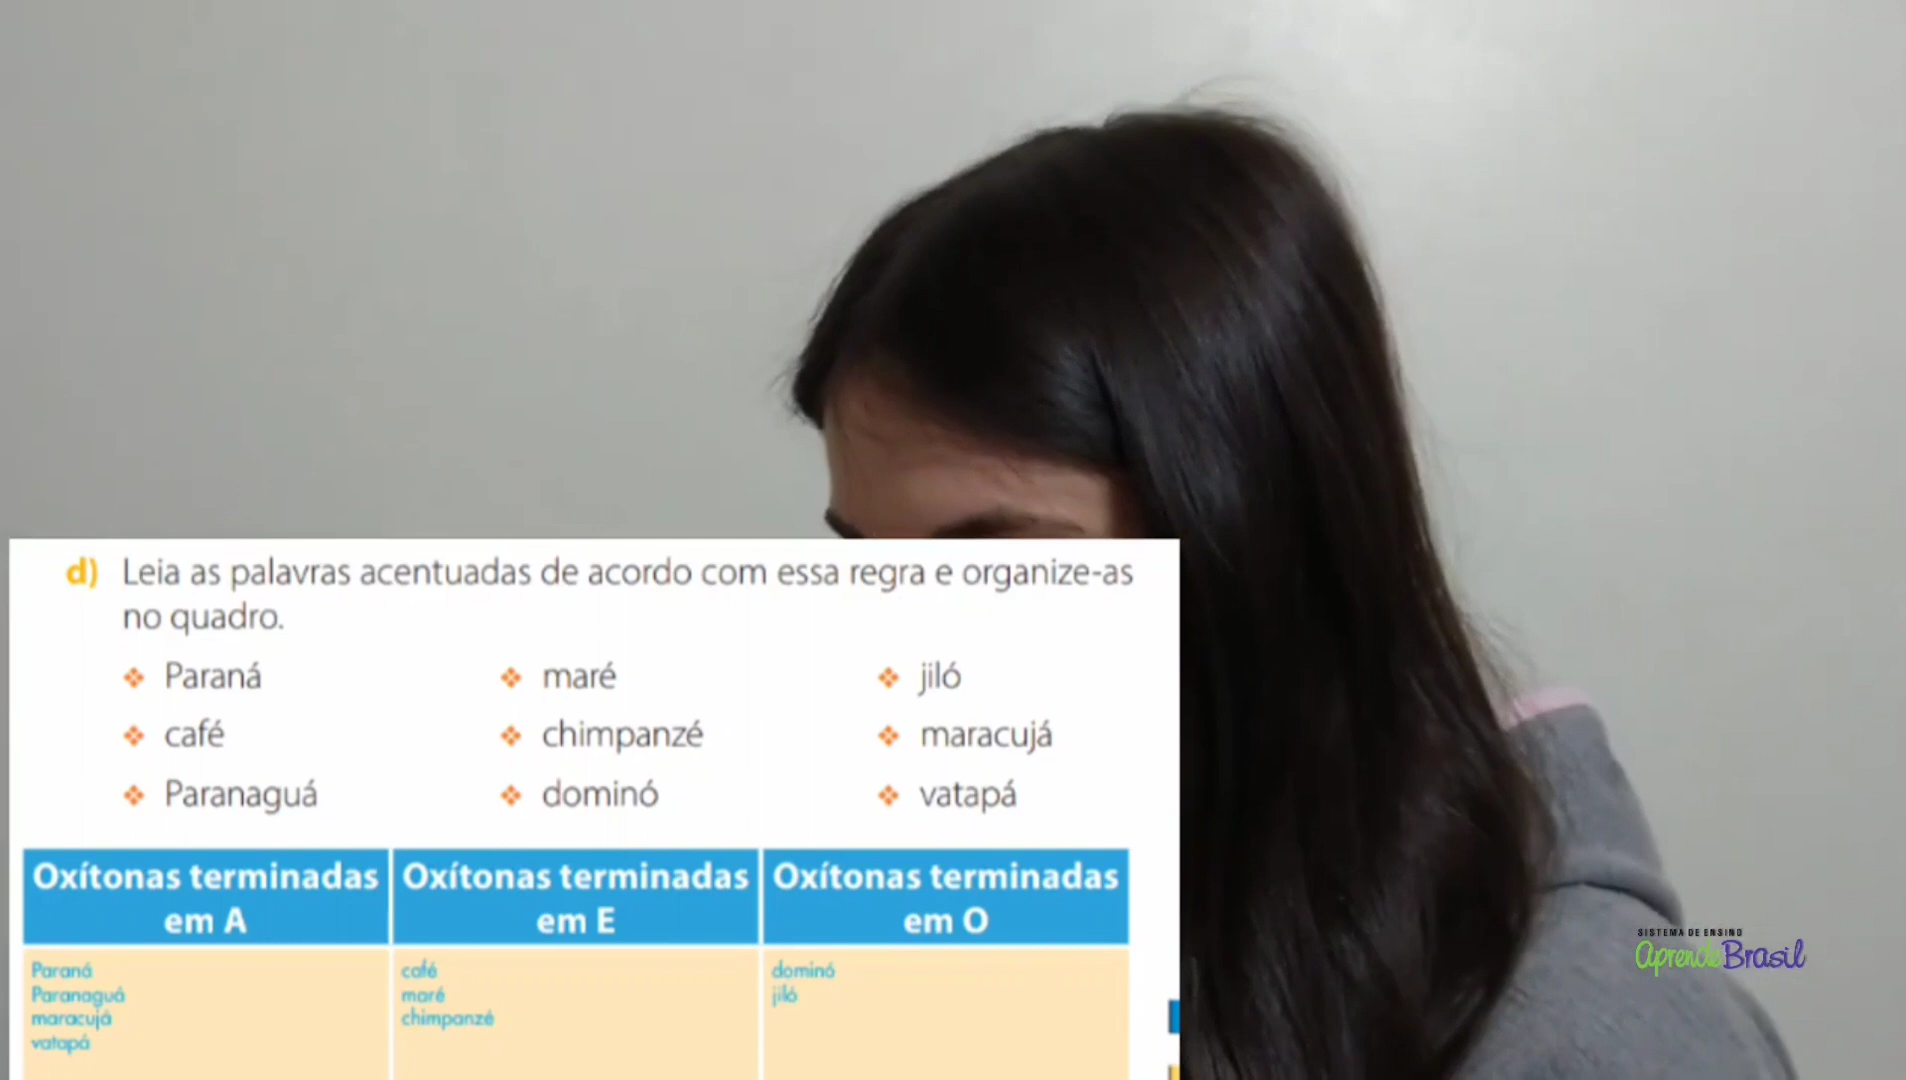 d) Leia as palavras acentuadas de acordo com essa regra e organize-as
no quadro.
❖ Paraná ❖ maré ❖ jiló
❖ café ❖ chimpanzé ❖ maracujá
❖ Paranaguá ❖ dominó ❖ vatapá
Oxítonas terminadas
em A
Oxítonas terminadas
em E
Oxítonas terminadas
em O
Paraná
Paranaguá
maracujá
vatapá
café
maré
chimpanzé
dominó
jiló
SISTEMA DE ENSINO
aprendeBrasil